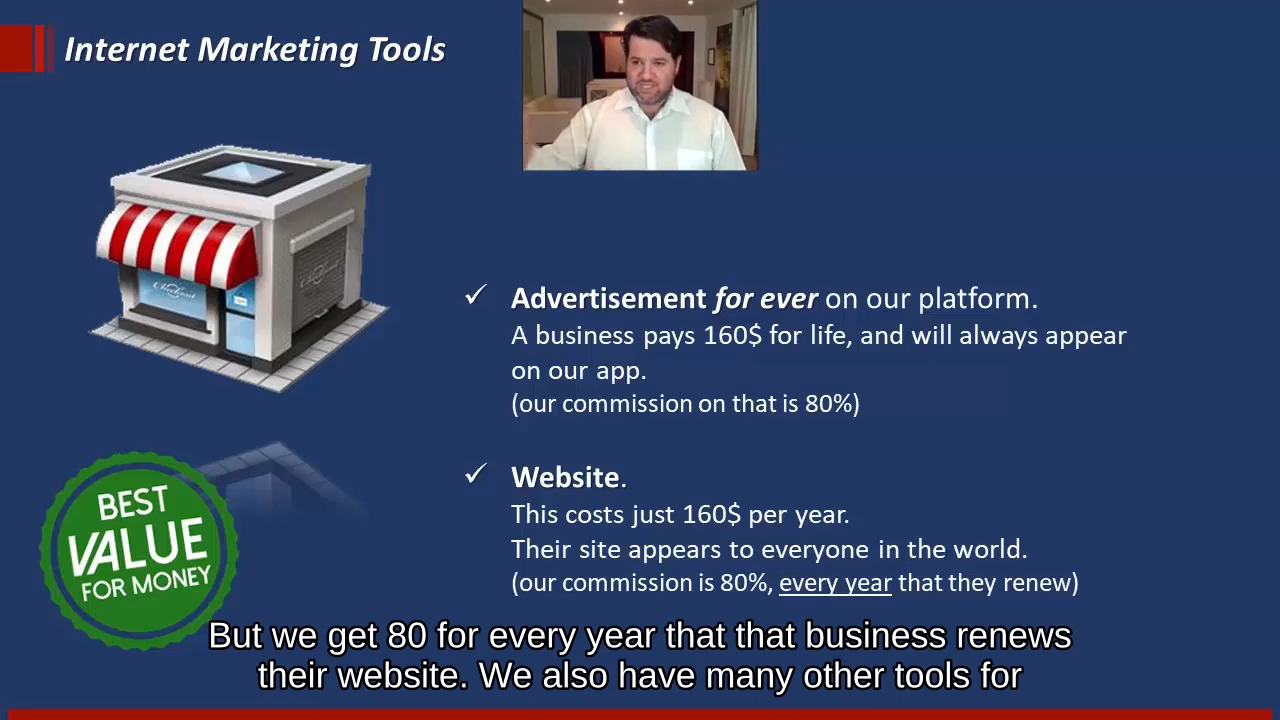 Internet Marketing Tools
Advertisement for ever on our platform.
A business pays 160$ for life, and will always appear
on our app.
(our commission on that is 80%)
Website.
This costs just 160$ per year.
Their site appears to everyone in the world.
(our commission is 80%, every year that they renew)
BEST
VALUE
FOR MONEY
But we get 80 for every year that that business renews
their website. We also have many other tools for